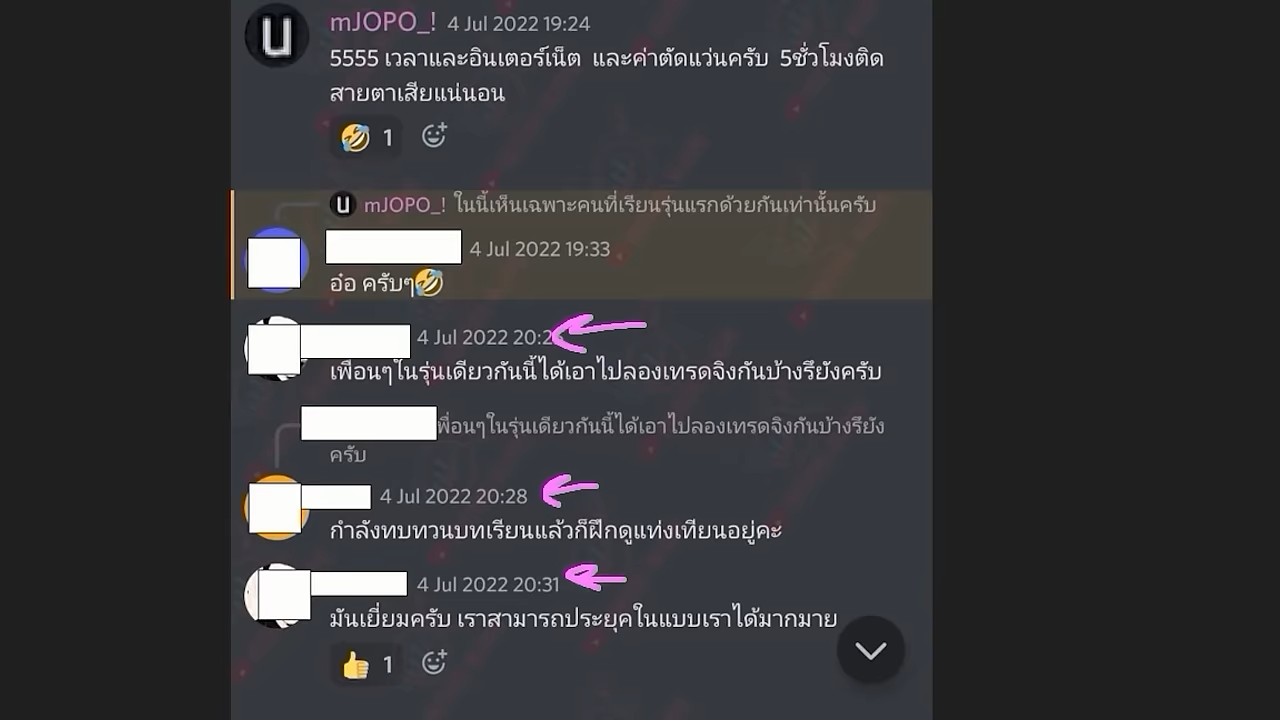 mJOPO_! 4 Jul 2022 19:24
5555 เวลาและอินเตอร์เน็ต และค่าตัดแว่นครับ 5ชั่วโมงติด
สายตาเสียแน่นอน
1
mJOPO_! ในนี้เห็นเฉพาะคนที่เรียนรุ่นแรกด้วยกันเท่านั้นครับ
4 Jul 2022 19:33
อ๋อ ครับๆ🤣
4 Jul 2022
เพื่อนๆในรุ่นเดียวกันนี้ได้เอาไปลองเทรดจิงกันบ้างรึยังครับ
พื่อนๆในรุ่นเดียวกันนี้ได้เอาไปลองเทรดจิงกันบ้างรึยัง
ครับ
4 Jul 2022 20:28
กำลังทบทวนบทเรียนแล้วก็ฝึกดูแท่งเทียนอยู่คะ
4 Jul 2022 20:31
มันเยี่ยมครับ เราสามารถประยุคในแบบเราได้มากมาย
1